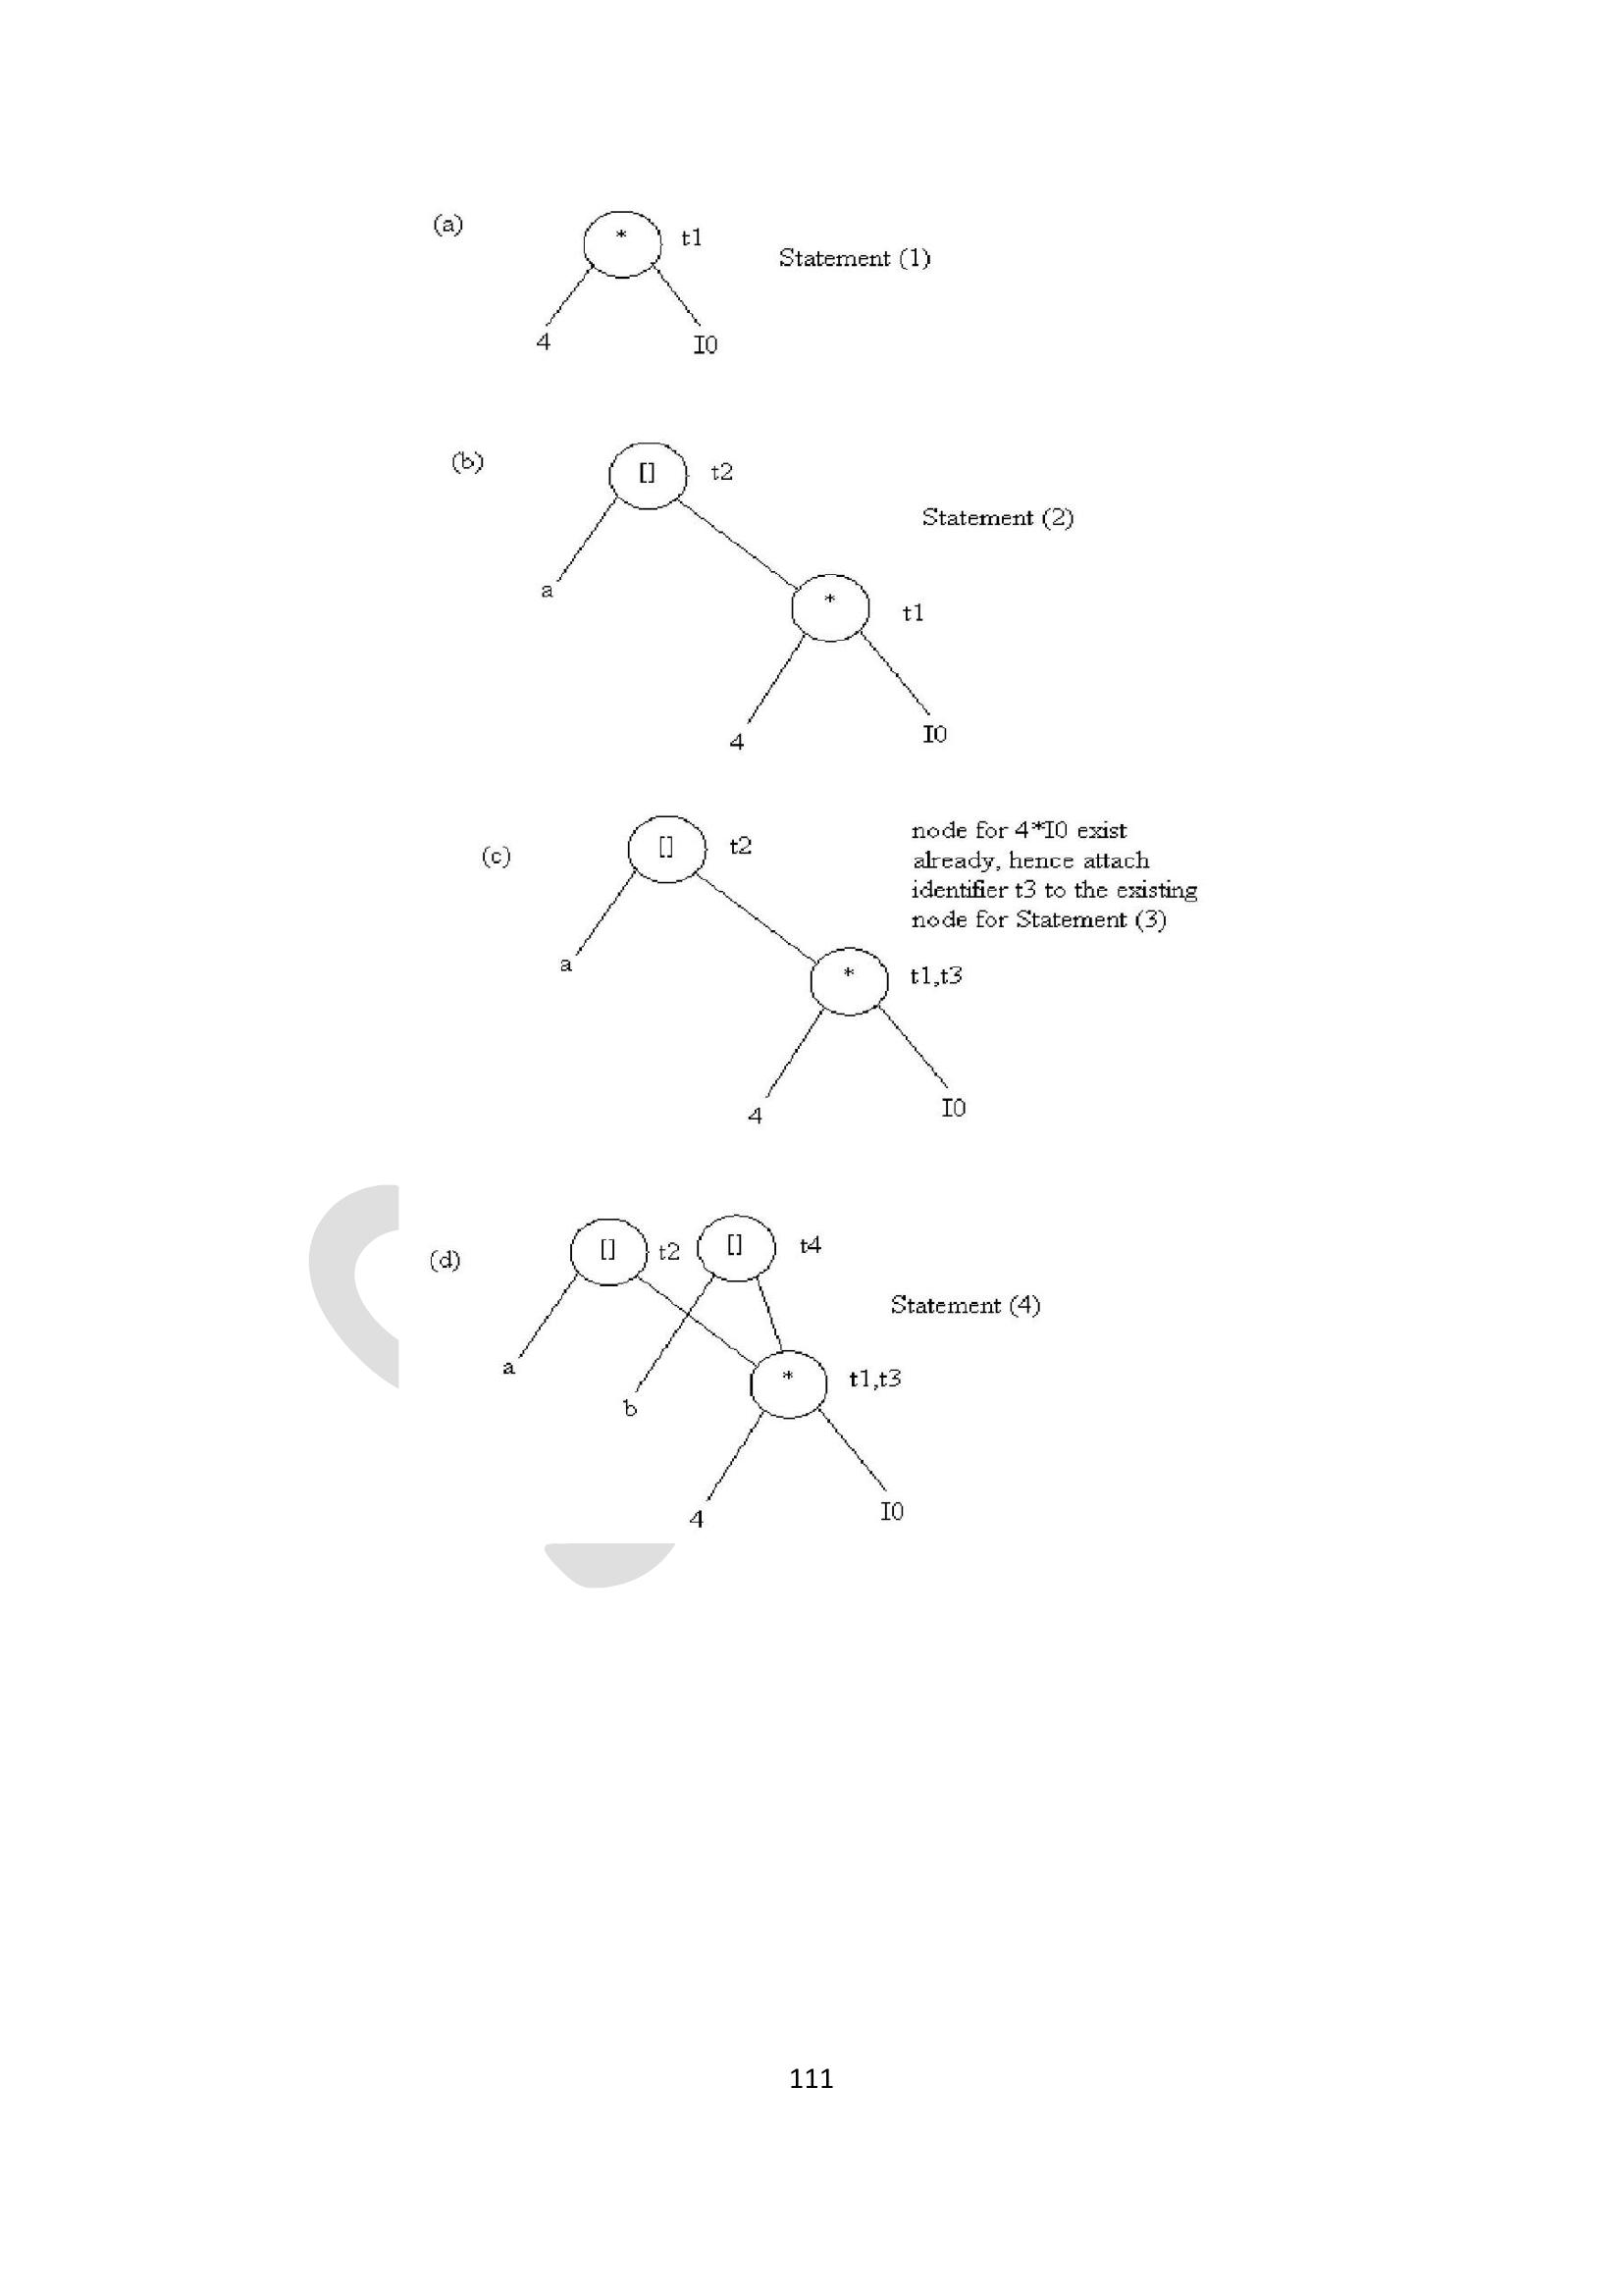 (a)
*
t1
Statement (1)
4
I0
(b)
[]
t2
Statement (2)
a
*
t1
4
I0
(c)
[]
t2
node for 4*I0 exist
already, hence attach
identifier t3 to the existing
node for Statement (3)
a
*
t1,t3
4
I0
(d)
[]
t2
[]
t4
Statement (4)
a
*
t1,t3
b
4
I0
111